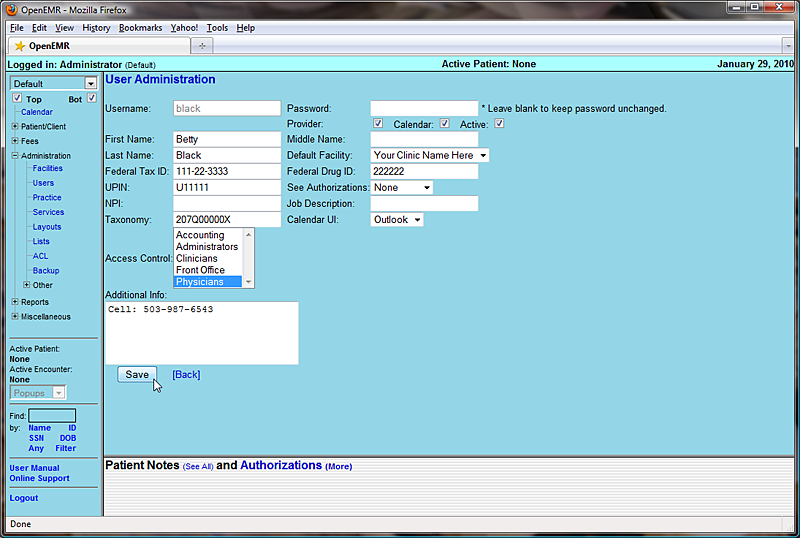 OpenEMR - Mozilla Firefox
File Edit View History Bookmarks Yahoo! Tools Help
OpenEMR
Logged in: Administrator (Default) Active Patient: None January 29, 2010
Default
Top Bot
Calendar
Patient/Client
Fees
Administration
Facilities
Users
Practice
Services
Layouts
Lists
ACL
Backup
Other
Reports
Miscellaneous
Active Patient:
None
Active Encounter:
None
Popups
Find:
by: Name ID
SSN DOB
Any Filter
User Manual
Online Support
Logout
User Administration
Username: black Password: * Leave blank to keep password unchanged.
Provider: Calendar: Active:
First Name: Betty Middle Name:
Last Name: Black Default Facility: Your Clinic Name Here
Federal Tax ID: 111-22-3333 Federal Drug ID: 222222
UPIN: U11111 See Authorizations: None
NPI: Job Description:
Taxonomy: 207Q00000X Calendar UI: Outlook
Access Control:
Accounting
Administrators
Clinicians
Front Office
Physicians
Additional Info:
Cell: 503-987-6543
Save [Back]
Patient Notes (See All) and Authorizations (More)
Done